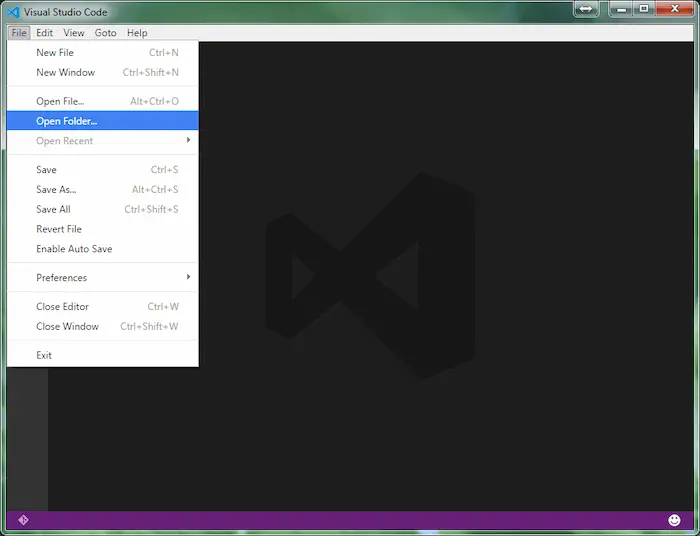 Visual Studio Code
File Edit View Goto Help
New File Ctrl+N
New Window Ctrl+Shift+N
Open File... Alt+Ctrl+O
Open Folder...
Open Recent
Save Ctrl+S
Save As... Alt+Ctrl+S
Save All Ctrl+Shift+S
Revert File
Enable Auto Save
Preferences
Close Editor Ctrl+W
Close Window Ctrl+Shift+W
Exit